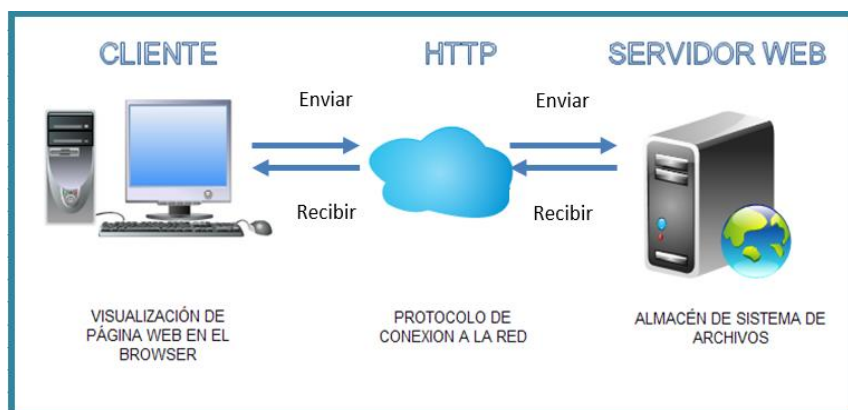 CLIENTE
HTTP
SERVIDOR WEB
Enviar
Enviar
Recibir
Recibir
VISUALIZACIÓN DE
PÁGINA WEB EN EL
BROWSER
PROTOCOLO DE
CONEXION A LA RED
ALMACÉN DE SISTEMA DE
ARCHIVOS